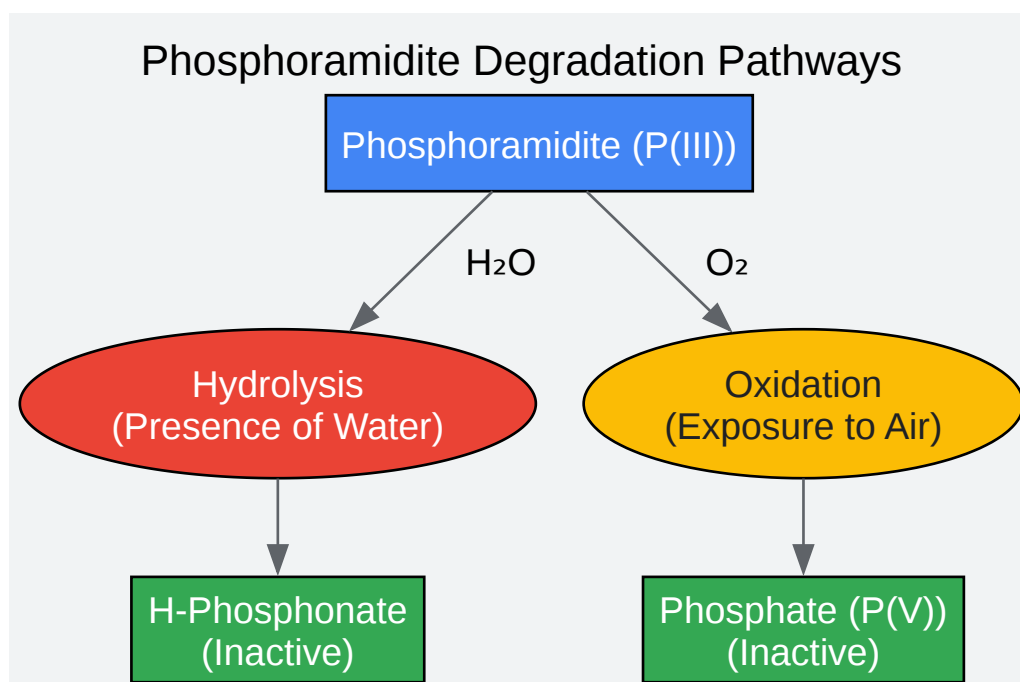 Phosphoramidite Degradation Pathways
Phosphoramidite (P(III))
H₂O
O₂
Hydrolysis
(Presence of Water)
Oxidation
(Exposure to Air)
H-Phosphonate
(Inactive)
Phosphate (P(V))
(Inactive)